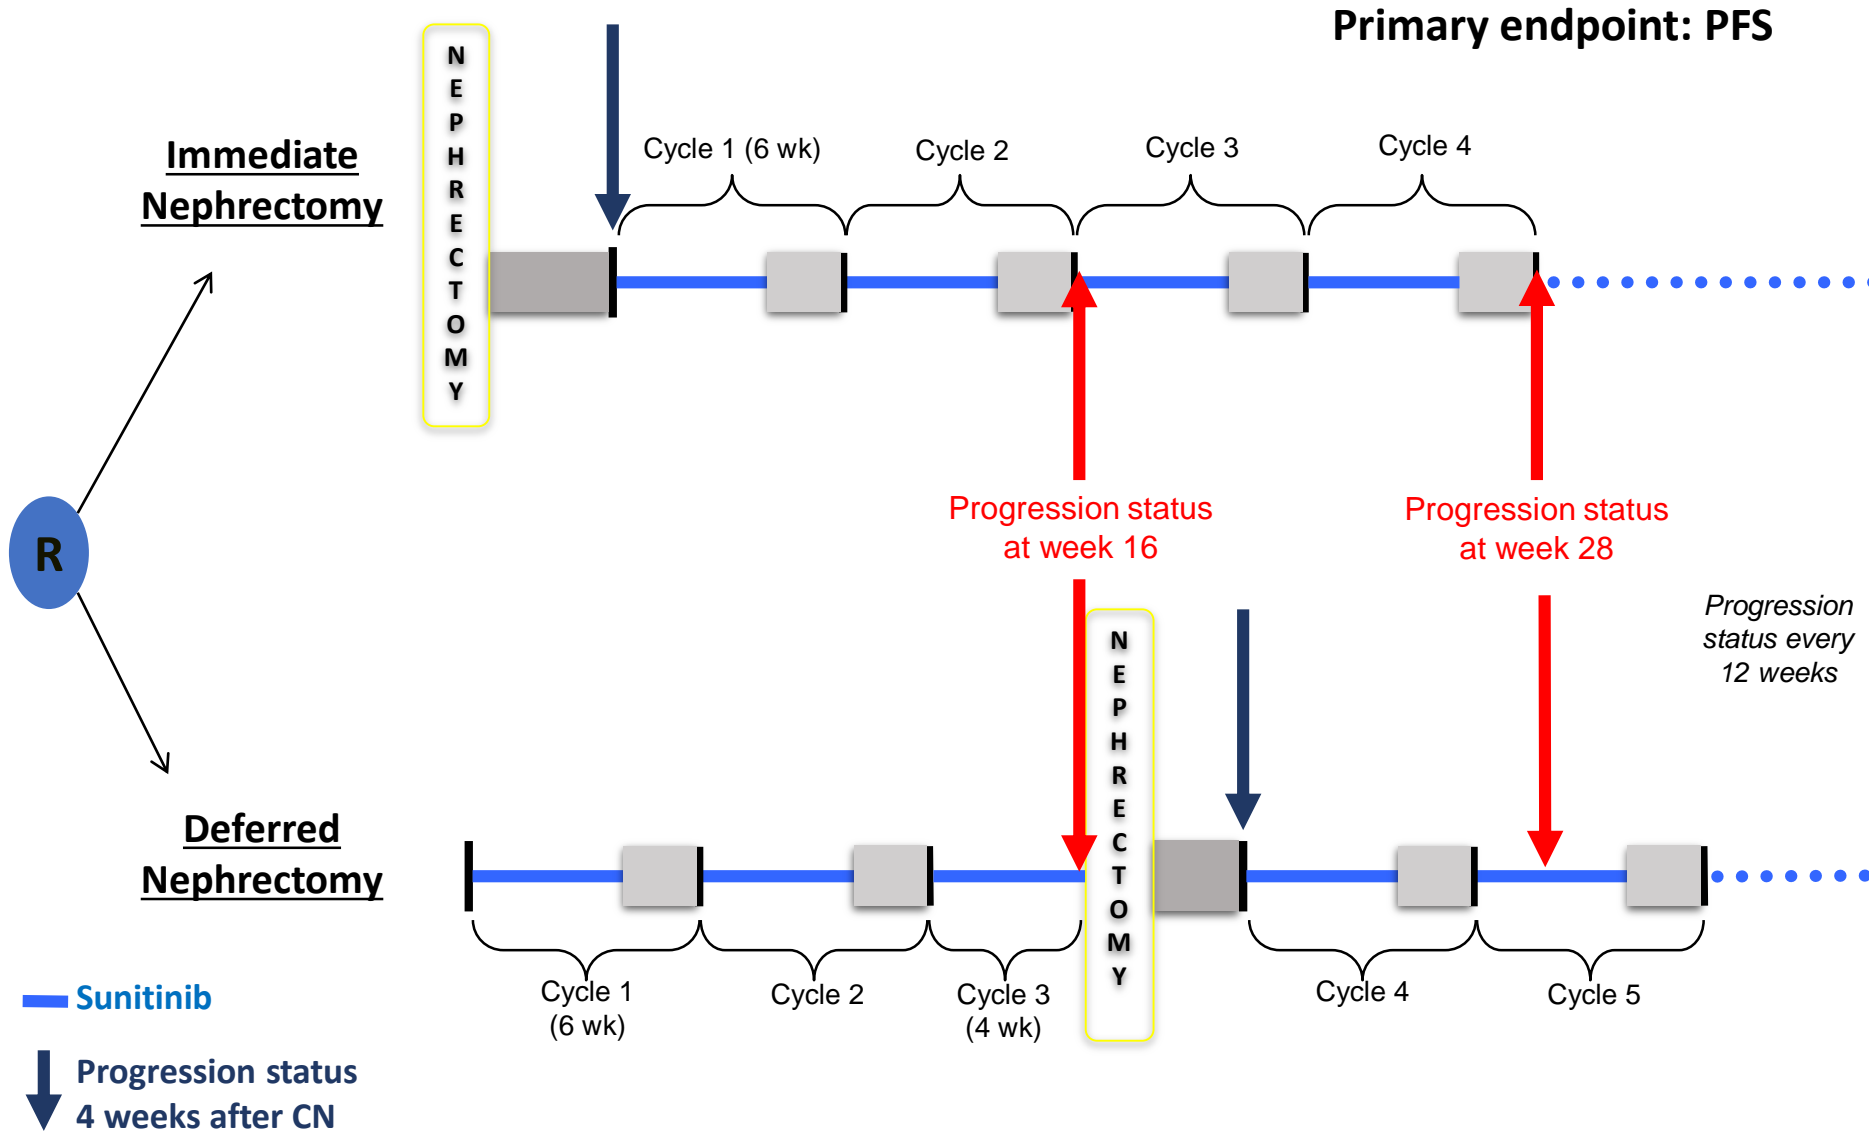 Primary endpoint: PFS
NEPHRECTOMY
Immediate
Nephrectomy
Cycle 1 (6 wk)
Cycle 2
Cycle 3
Cycle 4
R
Progression status
at week 16
Progression status
at week 28
Progression
status every
12 weeks
NEPHRECTOMY
Deferred
Nephrectomy
Cycle 1
(6 wk)
Cycle 2
Cycle 3
(4 wk)
Cycle 4
Cycle 5
Sunitinib
Progression status
4 weeks after CN